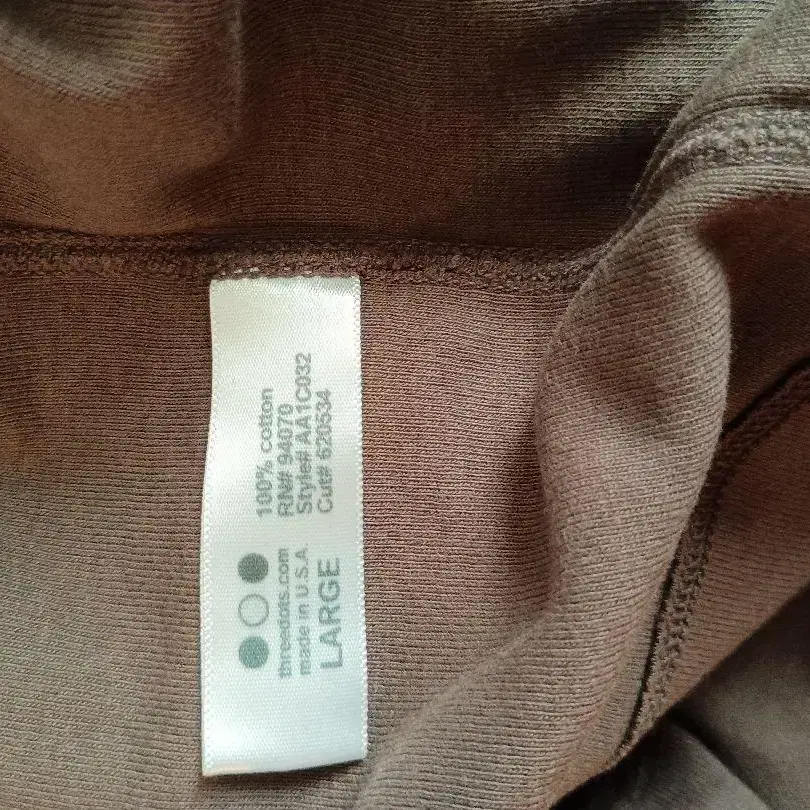 threedots.com
made in U.S.A.
LARGE
100% cotton
RN# 94070
Style# AA1C032
Cut# 620534